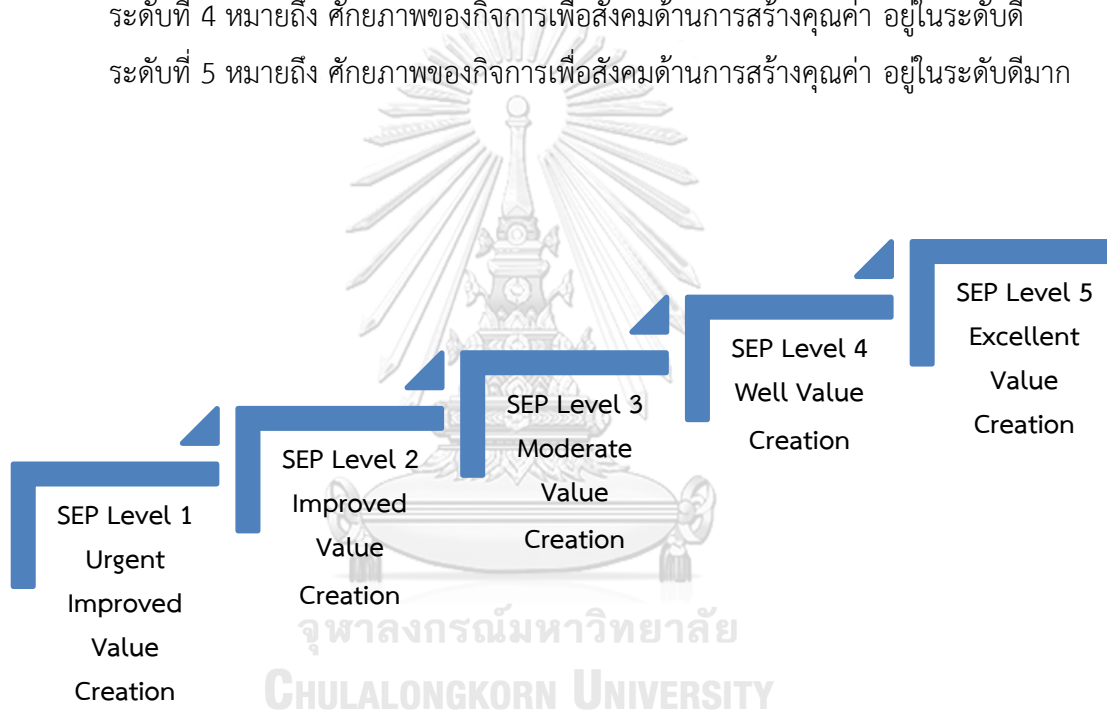 ระดับที่ 4 หมายถึง ศักยภาพของกิจการเพื่อสังคมด้านการสร้างคุณค่า อยู่ในระดับดี
ระดับที่ 5 หมายถึง ศักยภาพของกิจการเพื่อสังคมด้านการสร้างคุณค่า อยู่ในระดับดีมาก
SEP Level 1
Urgent
Improved
Value
Creation
SEP Level 2
Improved
Value
Creation
SEP Level 3
Moderate
Value
Creation
SEP Level 4
Well Value
Creation
SEP Level 5
Excellent
Value
Creation
จุฬาลงกรณ์มหาวิทยาลัย
CHULALONGKORN UNIVERSITY